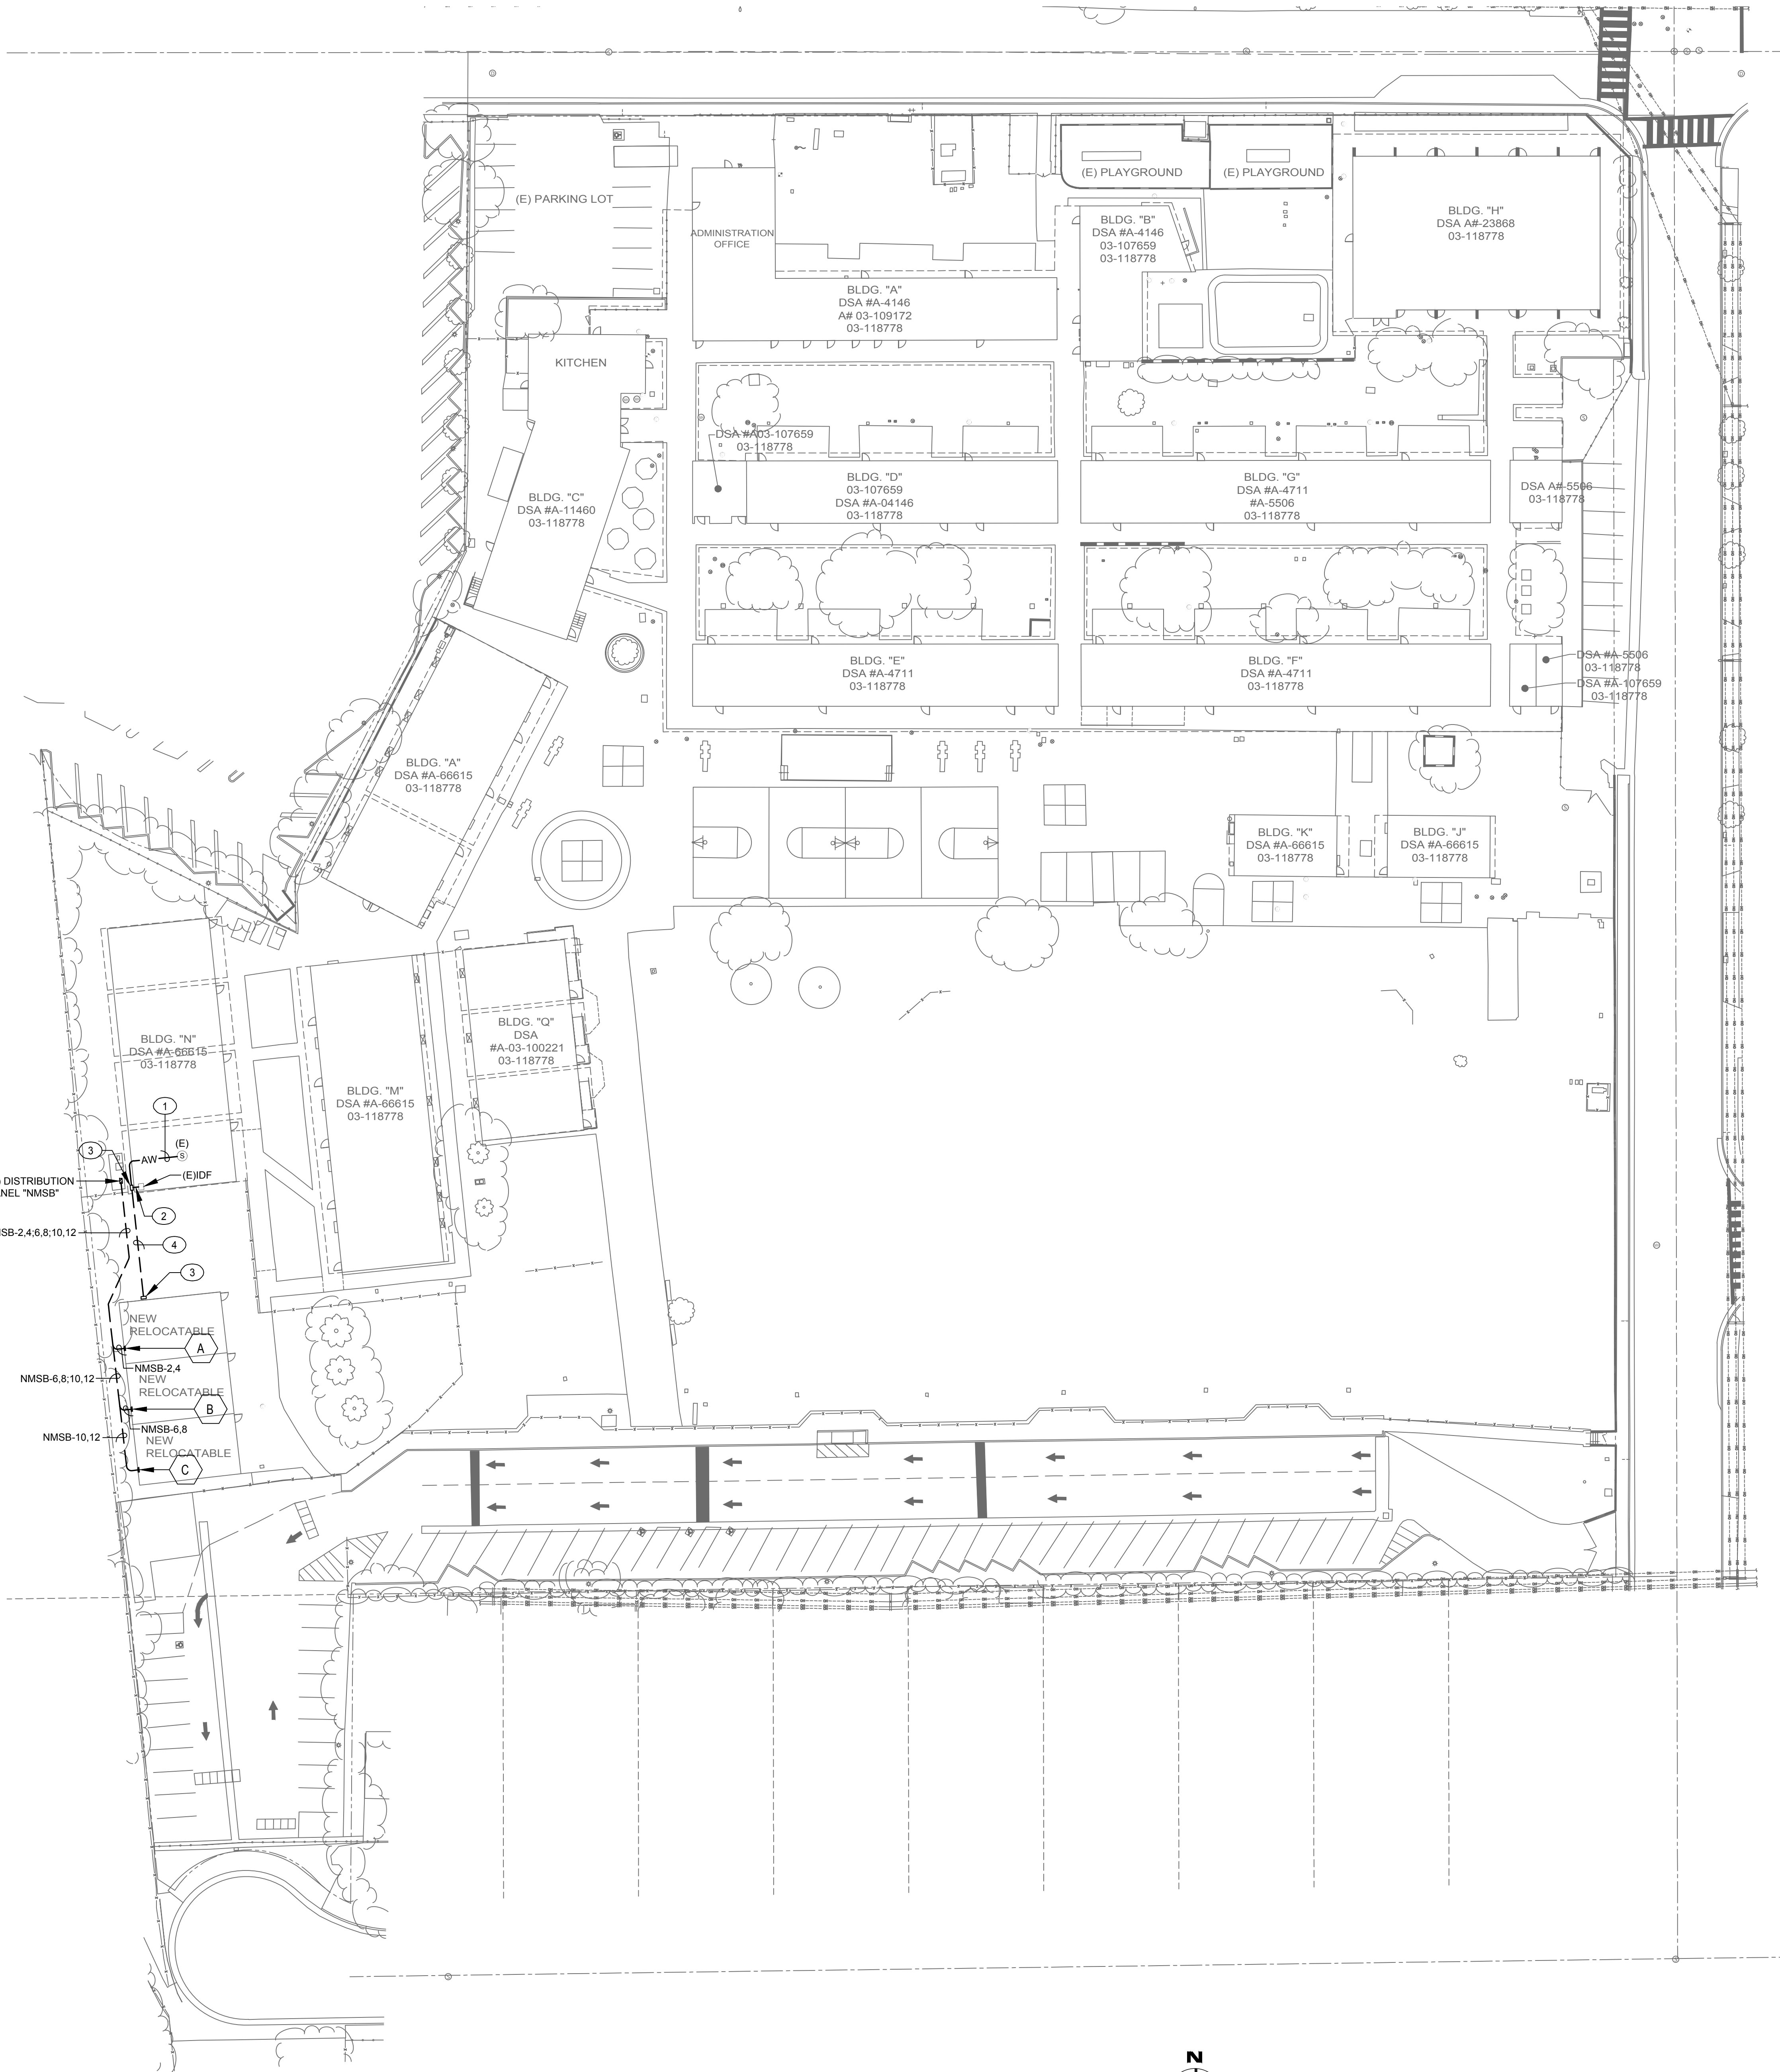 (E) PARKING LOT
(E) PLAYGROUND
(E) PLAYGROUND
ADMINISTRATION
OFFICE
BLDG. "B"
DSA #A-4146
03-107659
03-118778
BLDG. "H"
DSA A#-23868
03-118778
BLDG. "A"
DSA #A-4146
A# 03-109172
03-118778
KITCHEN
DSA #A03-107659
03-118778
BLDG. "C"
DSA #A-11460
03-118778
BLDG. "D"
03-107659
DSA #A-04146
03-118778
BLDG. "G"
DSA #A-4711
#A-5506
03-118778
DSA A#-5506
03-118778
BLDG. "E"
DSA #A-4711
03-118778
BLDG. "F"
DSA #A-4711
03-118778
DSA #A-5506
03-118778
DSA #A-107659
03-118778
BLDG. "A"
DSA #A-66615
03-118778
BLDG. "K"
DSA #A-66615
03-118778
BLDG. "J"
DSA #A-66615
03-118778
BLDG. "N"
DSA #A-66615
03-118778
BLDG. "M"
DSA #A-66615
03-118778
BLDG. "Q"
DSA
#A-03-100221
03-118778
1
3
(E)
AW
S
(E)IDF
DISTRIBUTION
NEL "NMSB"
2
SB-2,4;6,8;10,12
4
3
NEW
RELOCATABLE
A
NMSB-2,4
NMSB-6,8;10,12
NEW
RELOCATABLE
B
NMSB-6,8
NMSB-10,12
NEW
RELOCATABLE
C
N